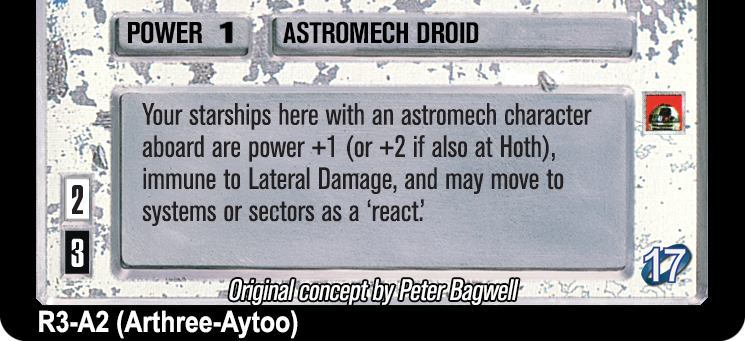 POWER 1
ASTROMECH DROID
Your starships here with an astromech character
aboard are power +1 (or +2 if also at Hoth),
immune to Lateral Damage, and may move to
systems or sectors as a ‘react.’
2
3
17
Original concept by Peter Bagwell
R3-A2 (Arthree-Aytoo)